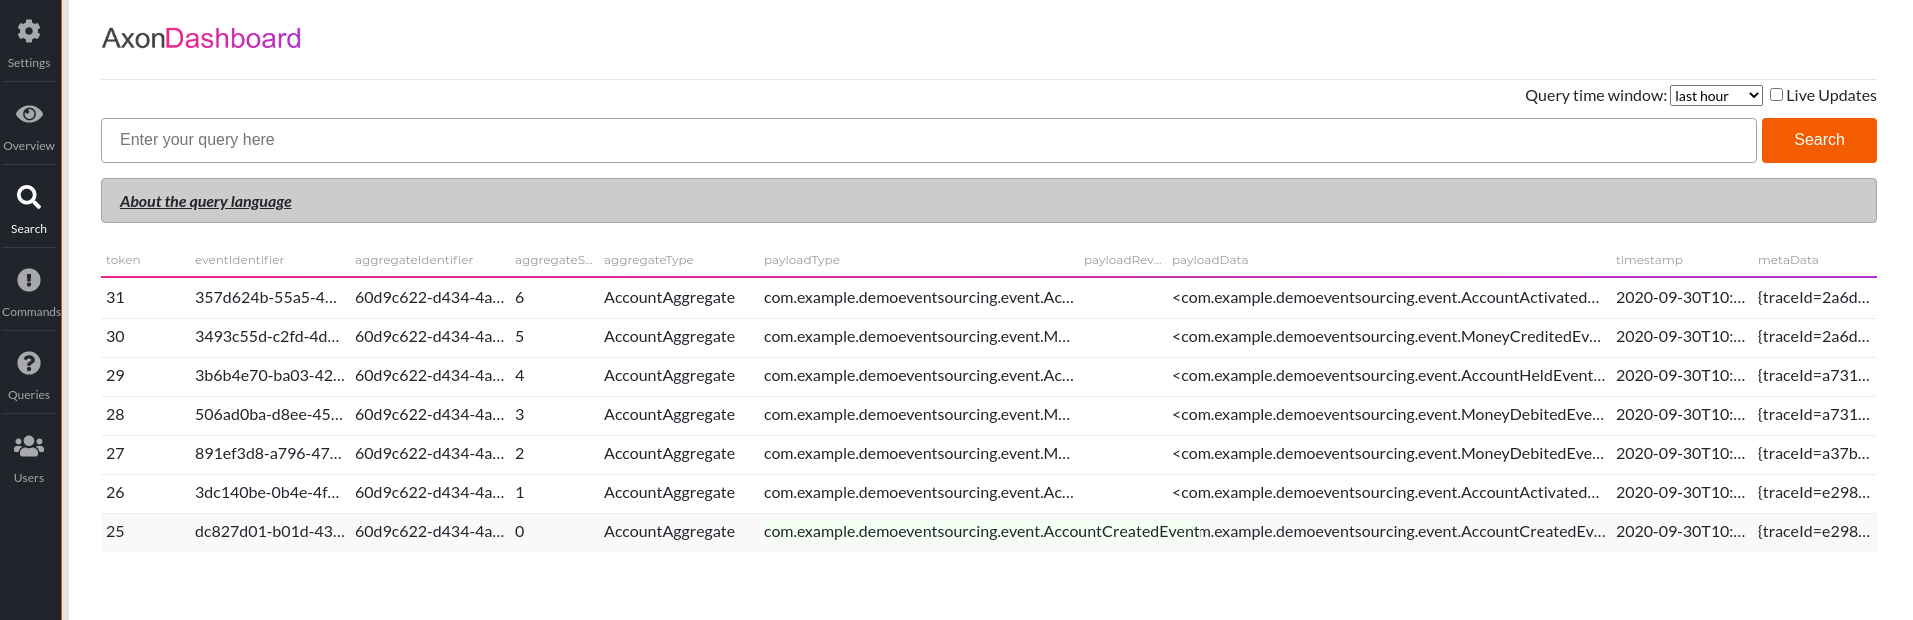 AxonDashboard
Settings
Overview
Search
Commands
Queries
Users
Query time window: last hour Live Updates
Enter your query here Search
About the query language
token eventIdentifier aggregateIdentifier aggregateS... aggregateType payloadType payloadRev... payloadData timestamp metaData
31 357d624b-55a5-4... 60d9c622-d434-4a... 6 AccountAggregate com.example.demoeventsourcing.event.Ac... <com.example.demoeventsourcing.event.AccountActivated... 2020-09-30T10:... {traceId=2a6d...
30 3493c55d-c2fd-4d... 60d9c622-d434-4a... 5 AccountAggregate com.example.demoeventsourcing.event.M... <com.example.demoeventsourcing.event.MoneyCreditedEv... 2020-09-30T10:... {traceId=2a6d...
29 3b6b4e70-ba03-42... 60d9c622-d434-4a... 4 AccountAggregate com.example.demoeventsourcing.event.Ac... <com.example.demoeventsourcing.event.AccountHeldEvent... 2020-09-30T10:... {traceId=a731...
28 506ad0ba-d8ee-45... 60d9c622-d434-4a... 3 AccountAggregate com.example.demoeventsourcing.event.M... <com.example.demoeventsourcing.event.MoneyDebitedEve... 2020-09-30T10:... {traceId=a731...
27 891ef3d8-a796-47... 60d9c622-d434-4a... 2 AccountAggregate com.example.demoeventsourcing.event.M... <com.example.demoeventsourcing.event.MoneyDebitedEve... 2020-09-30T10:... {traceId=a37b...
26 3dc140be-0b4e-4f... 60d9c622-d434-4a... 1 AccountAggregate com.example.demoeventsourcing.event.Ac... <com.example.demoeventsourcing.event.AccountActivated... 2020-09-30T10:... {traceId=e298...
25 dc827d01-b01d-43... 60d9c622-d434-4a... 0 AccountAggregate com.example.demoeventsourcing.event.AccountCreatedEvent m.example.demoeventsourcing.event.AccountCreatedEv... 2020-09-30T10:... {traceId=e298...